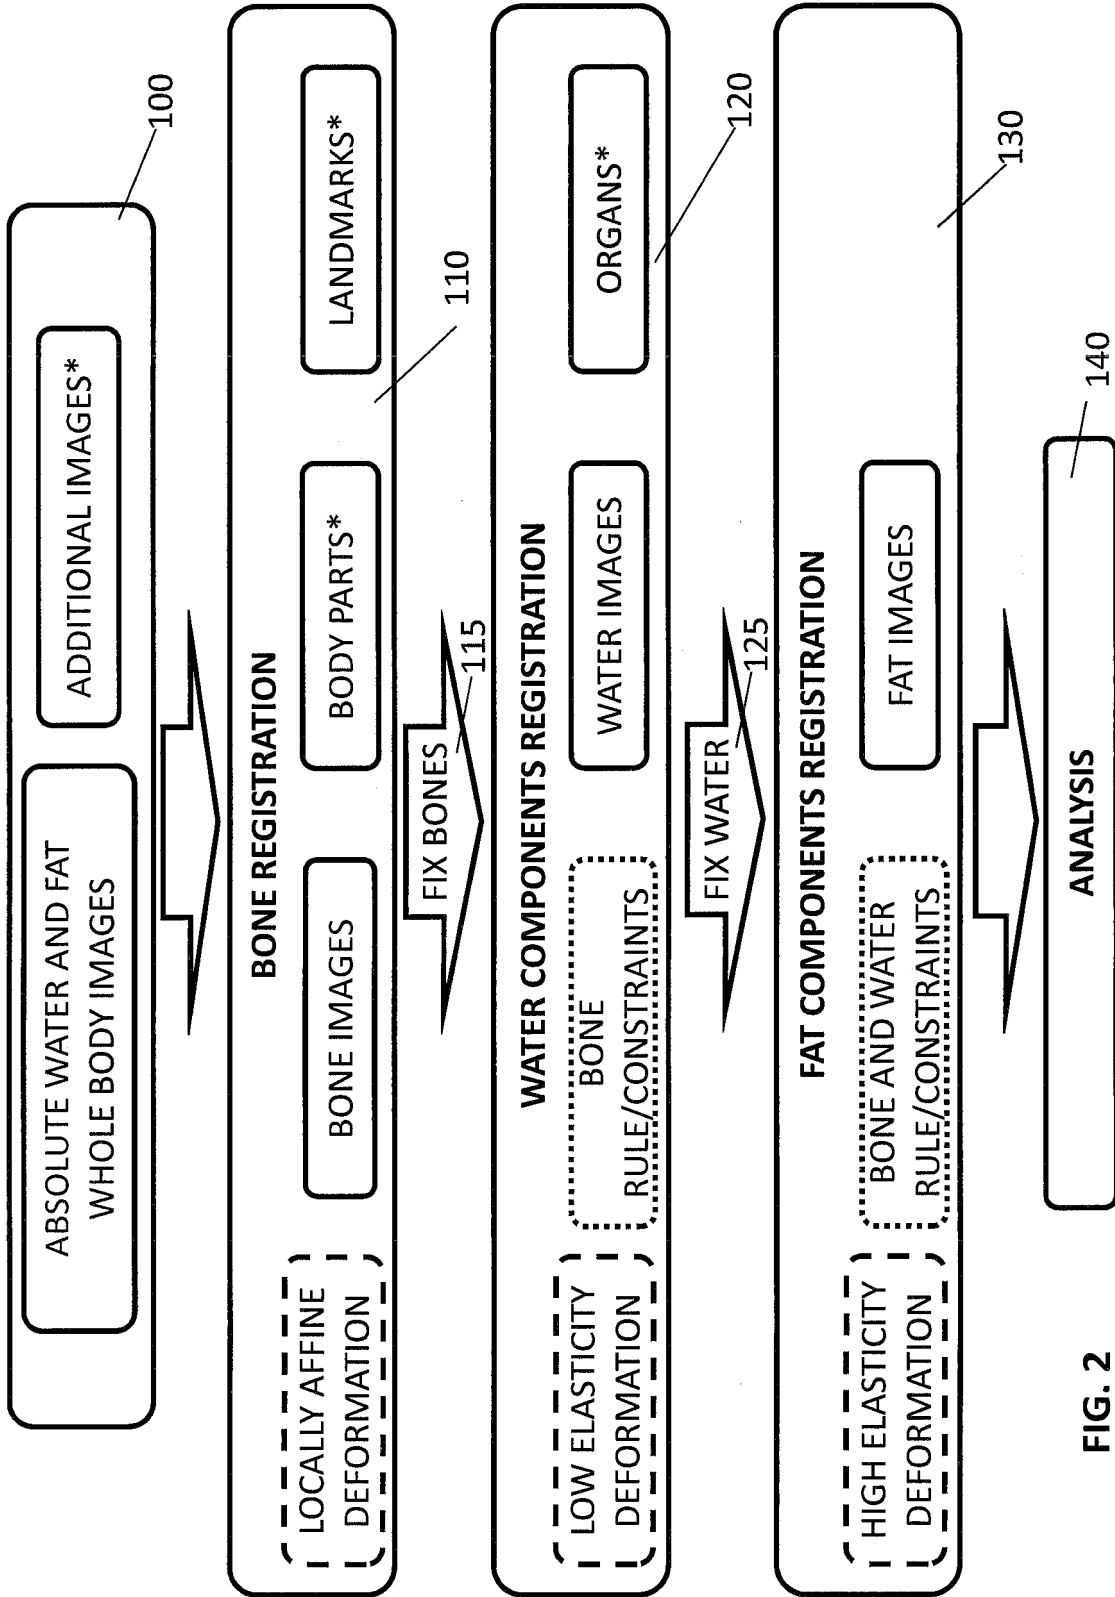 ABSOLUTE WATER AND FAT
WHOLE BODY IMAGES
ADDITIONAL IMAGES*
100
BONE REGISTRATION
LOCALLY AFFINE
DEFORMATION
BONE IMAGES
BODY PARTS*
LANDMARKS*
110
FIX BONES
115
WATER COMPONENTS REGISTRATION
LOW ELASTICITY
DEFORMATION
BONE
RULE/CONSTRAINTS
WATER IMAGES
ORGANS*
120
FIX WATER
125
FAT COMPONENTS REGISTRATION
HIGH ELASTICITY
DEFORMATION
BONE AND WATER
RULE/CONSTRAINTS
FAT IMAGES
130
ANALYSIS
140
FIG. 2